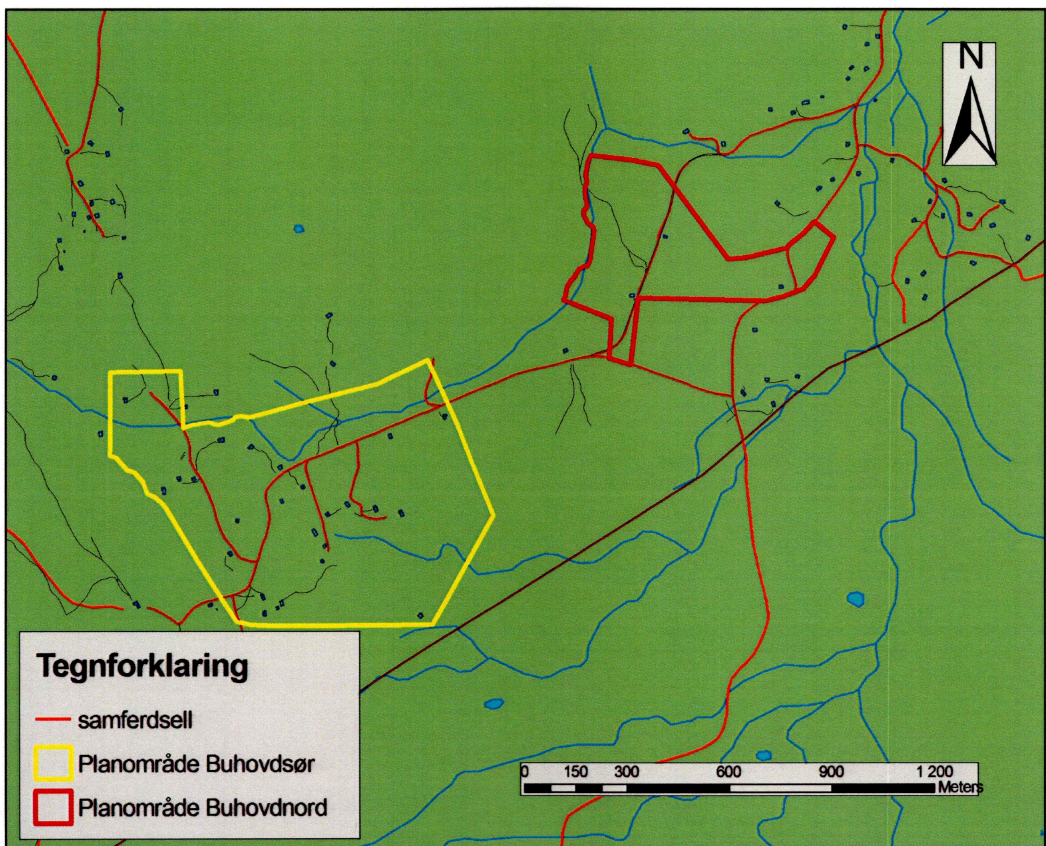 N
Tegnforklaring
samferdsell
Planområde Buhovdsør
Planområde Buhovdnord
0 150 300 600 900 1 200
Meters